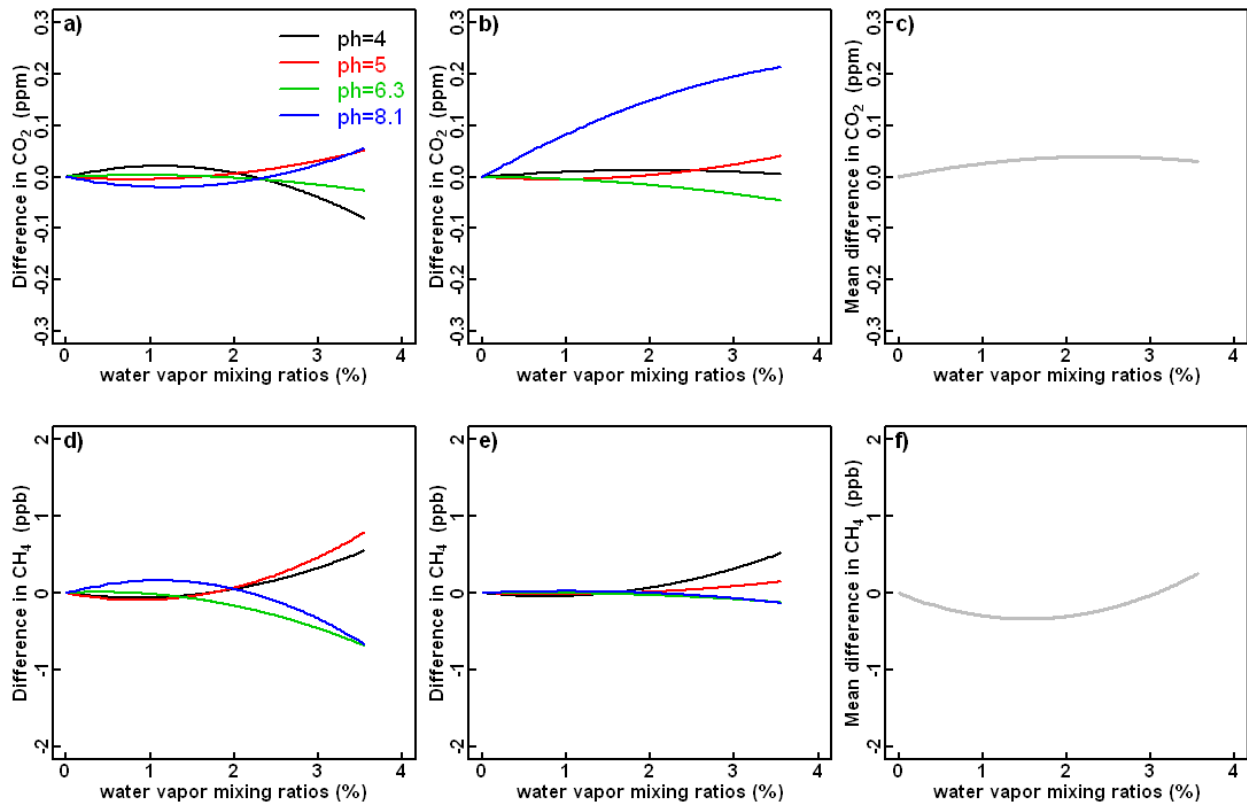 a)
ph=4
ph=5
ph=6.3
ph=8.1
Difference in CO2 (ppm)
0.3
0.2
0.1
0.0
-0.1
-0.2
-0.3
0 1 2 3 4
water vapor mixing ratios (%)
b)
Difference in CO2 (ppm)
0.3
0.2
0.1
0.0
-0.1
-0.2
-0.3
0 1 2 3 4
water vapor mixing ratios (%)
c)
Mean difference in CO2 (ppm)
0.3
0.2
0.1
0.0
-0.1
-0.2
-0.3
0 1 2 3 4
water vapor mixing ratios (%)
d)
Difference in CH4 (ppb)
2
1
0
-1
-2
0 1 2 3 4
water vapor mixing ratios (%)
e)
Difference in CH4 (ppb)
2
1
0
-1
-2
0 1 2 3 4
water vapor mixing ratios (%)
f)
Mean difference in CH4 (ppb)
2
1
0
-1
-2
0 1 2 3 4
water vapor mixing ratios (%)